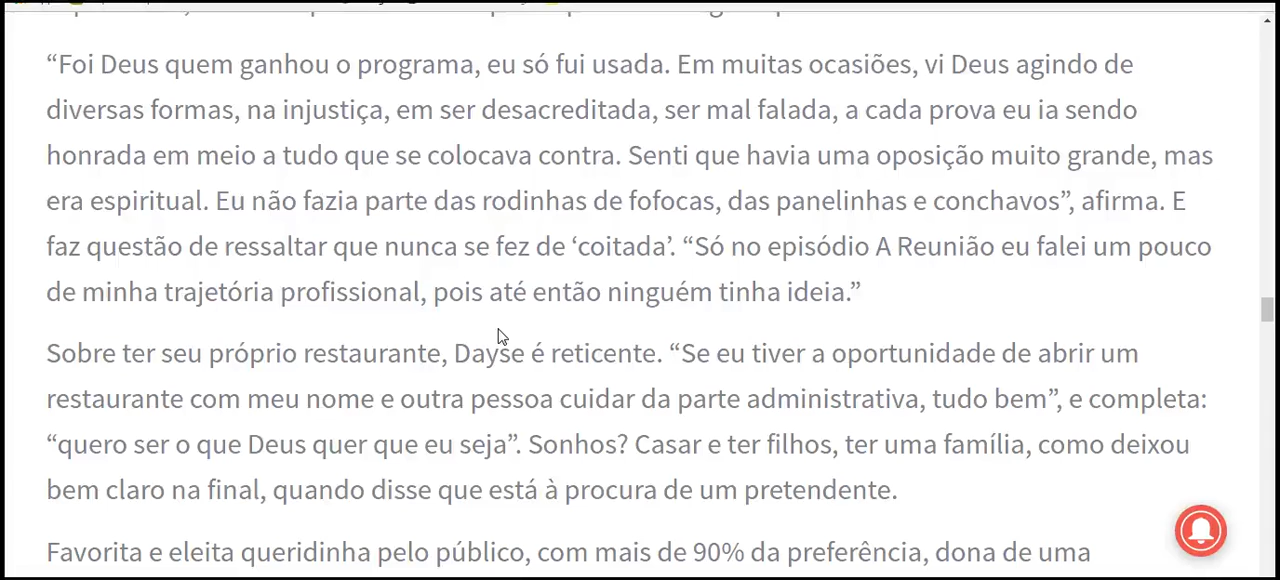 “Foi Deus quem ganhou o programa, eu só fui usada. Em muitas ocasiões, vi Deus agindo de
diversas formas, na injustiça, em ser desacreditada, ser mal falada, a cada prova eu ia sendo
honrada em meio a tudo que se colocava contra. Senti que havia uma oposição muito grande, mas
era espiritual. Eu não fazia parte das rodinhas de fofocas, das panelinhas e conchavos”, afirma. E
faz questão de ressaltar que nunca se fez de ‘coitada’. “Só no episódio A Reunião eu falei um pouco
de minha trajetória profissional, pois até então ninguém tinha ideia.”
Sobre ter seu próprio restaurante, Dayse é reticente. “Se eu tiver a oportunidade de abrir um
restaurante com meu nome e outra pessoa cuidar da parte administrativa, tudo bem”, e completa:
“quero ser o que Deus quer que eu seja”. Sonhos? Casar e ter filhos, ter uma família, como deixou
bem claro na final, quando disse que está à procura de um pretendente.
Favorita e eleita queridinha pelo público, com mais de 90% da preferência, dona de uma